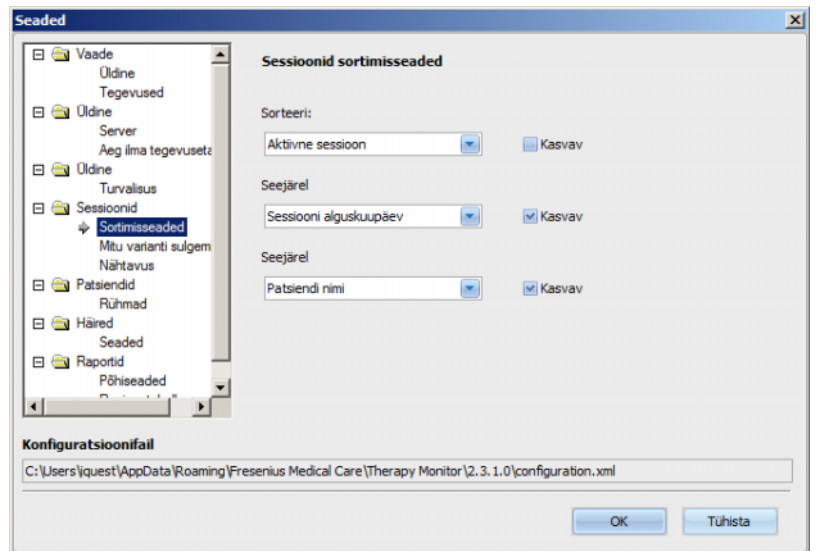 Seaded
Vaade
Üldine
Tegevused
Üldine
Server
Aeg ilma tegevuseta
Üldine
Turvalisus
Sessioonid
Sortimisseaded
Mitu varianti sulgem
Nähtavus
Patsiendid
Rühmad
Häired
Seaded
Raportid
Põhiseaded
Sessioonid sortimisseaded
Sorteeri:
Aktiivne sessioon
Kasvav
Seejärel
Sessiooni alguskuupäev
Kasvav
Seejärel
Patsiendi nimi
Kasvav
Konfiguratsioonifail
C:\Users\iquest\AppData\Roaming\Fresenius Medical Care\Therapy Monitor\2.3.1.0\configuration.xml
OK
Tühista